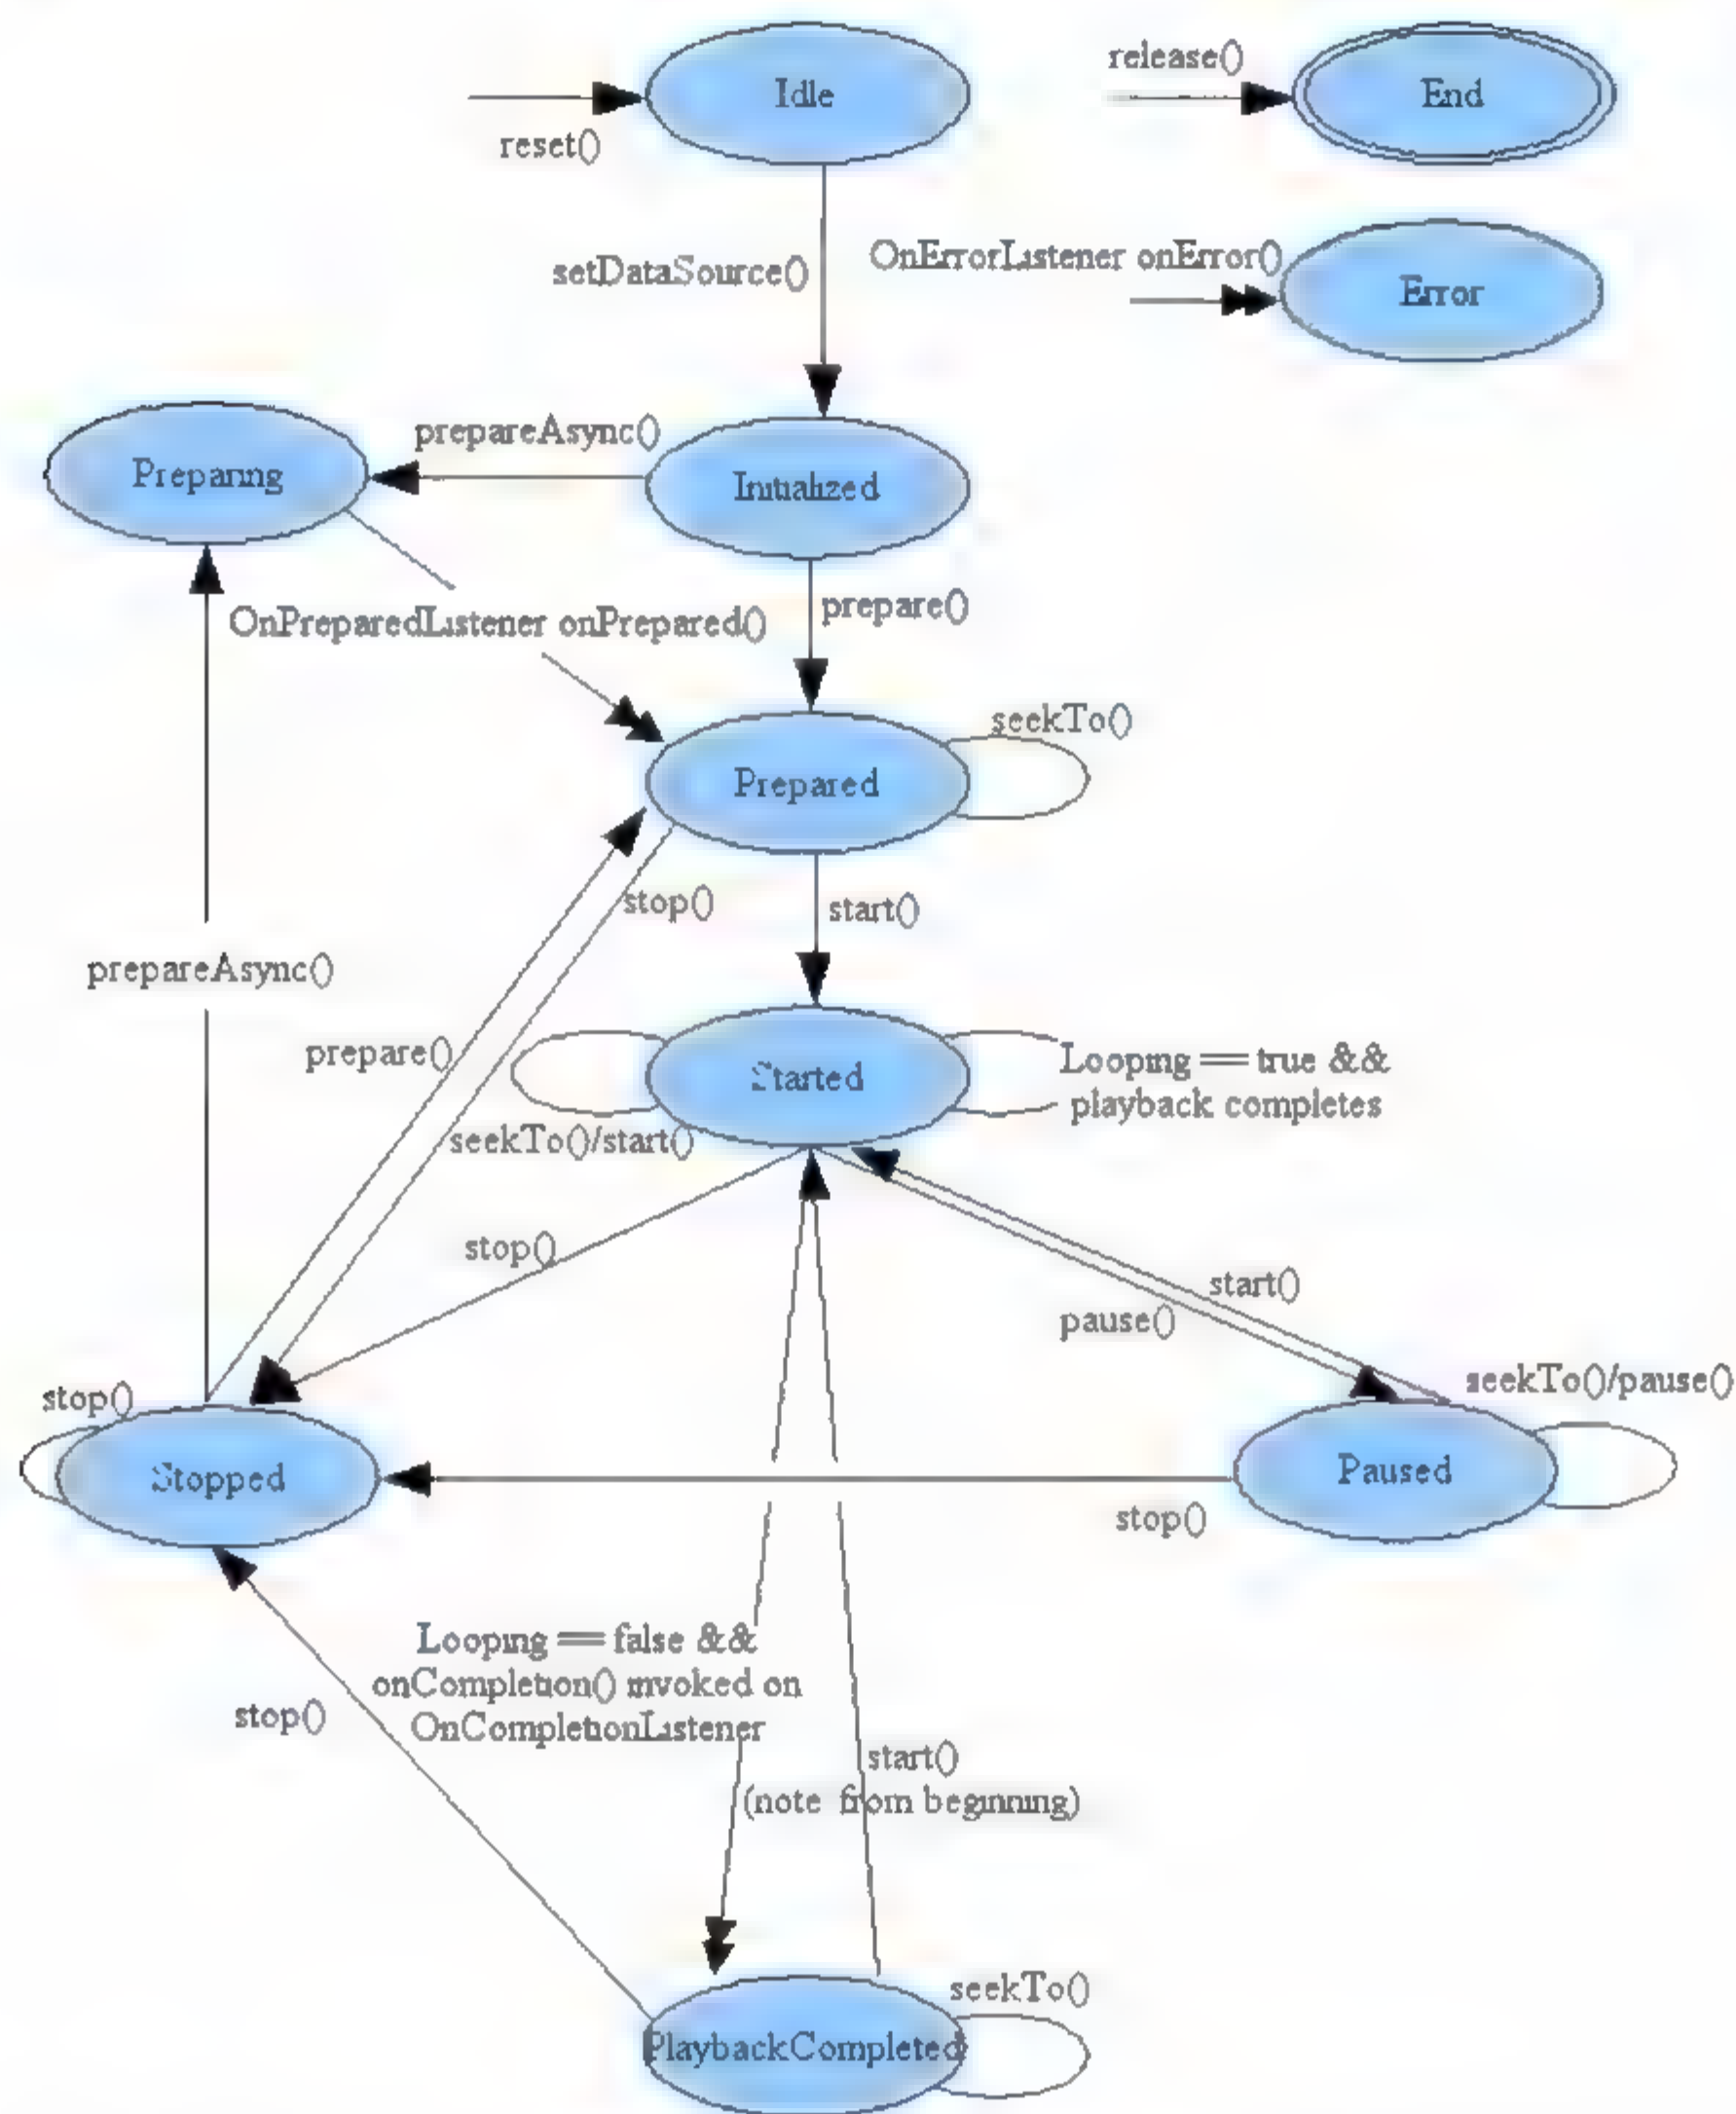 Idle
release()
End
reset()
setDataSource()
OnErrorListener onError()
Error
Preparing
prepareAsync()
Initialized
OnPreparedListener onPrepared()
prepare()
seekTo()
Prepared
stop()
start()
prepareAsync()
prepare()
Started
Looping == true &&
playback completes
seekTo()/start()
stop()
start()
pause()
stop()
seekTo()/pause()
Stopped
Paused
stop()
Looping == false &&
onCompletion() invoked on
OnCompletionListener
stop()
start()
(note from beginning)
seekTo()
PlaybackCompleted